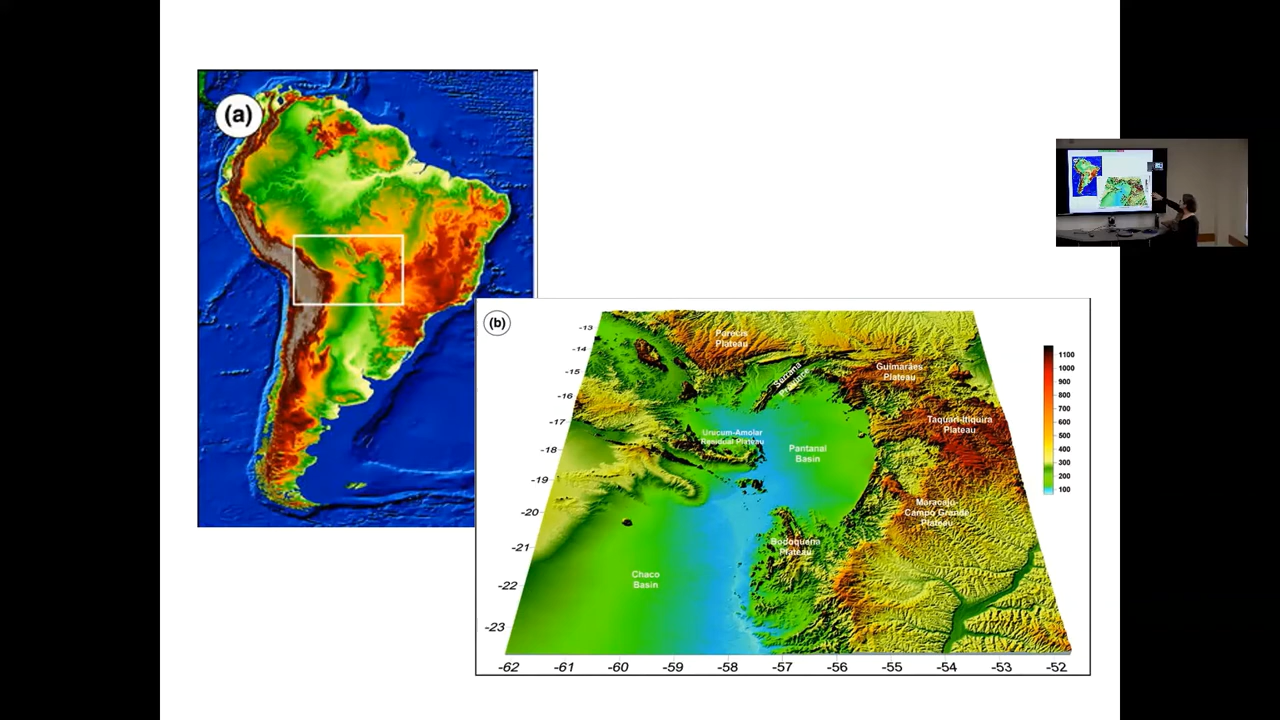 (a)
(b)
-13
-14
-15
-16
-17
-18
-19
-20
-21
-22
-23
Parecis
Plateau
Serrana
Province
Guimarães
Plateau
Taquari-Itiquira
Plateau
Urucum-Amolar
Residual Plateau
Pantanal
Basin
Maracaju-
Campo Grande
Plateau
Bodoquena
Plateau
Chaco
Basin
1100
1000
900
800
700
600
500
400
300
200
100
-62 -61 -60 -59 -58 -57 -56 -55 -54 -53 -52